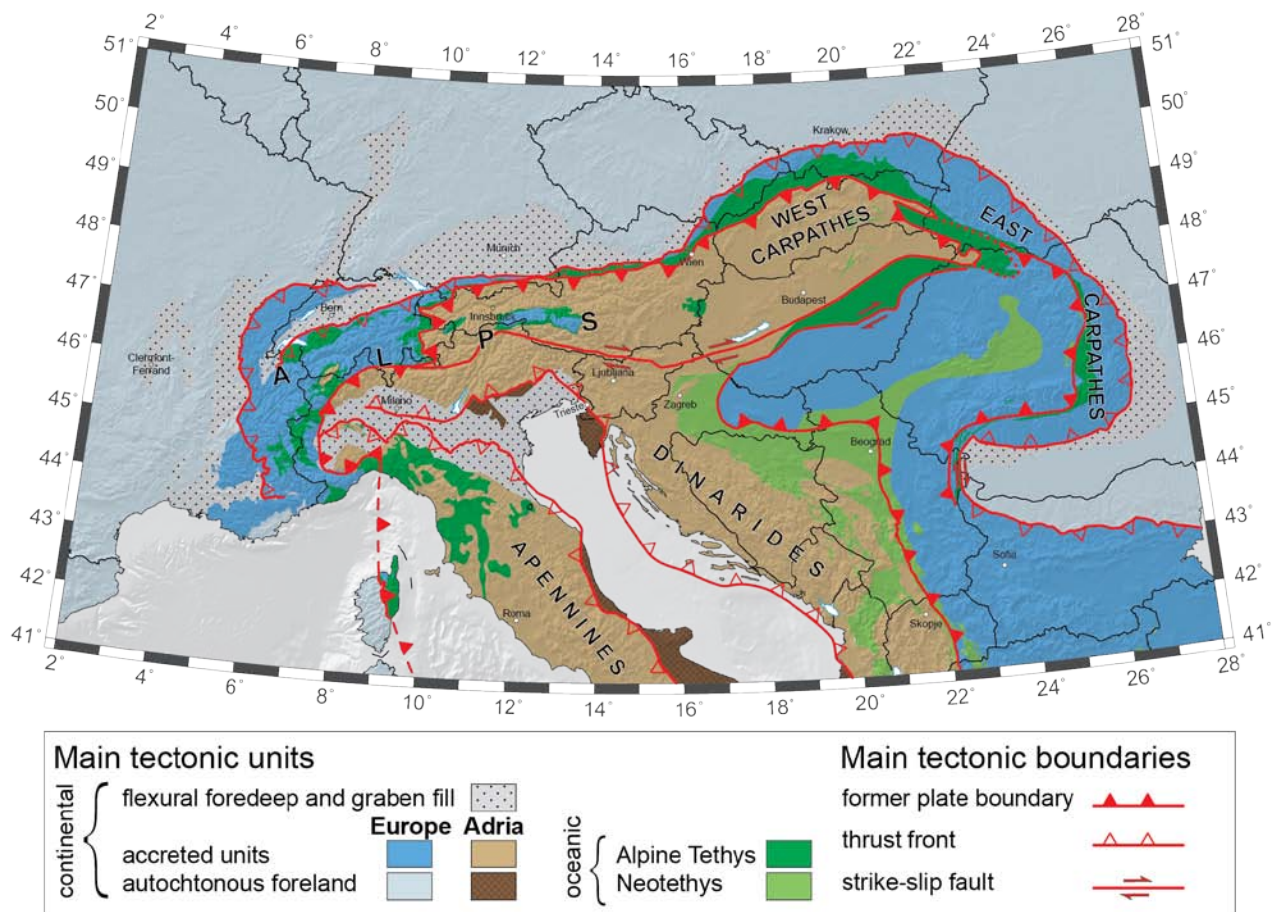 2° 4° 6° 8° 10° 12° 14° 16° 18° 20° 22° 24° 26° 28°
51° 51°
50° 50°
49° 49°
48° 48°
47° 47°
46° 46°
45° 45°
44° 44°
43° 43°
42° 42°
41° 41°
2° 4° 6° 8° 10° 12° 14° 16° 18° 20° 22° 24° 26° 28°
Krakow
WEST
CARPATHES
EAST
CARPATHES
Munich
Wien
Bern
Innsbruck
Budapest
A L P S
Clermont-
Ferrand
Milano
Ljubljana
Trieste
Zagreb
Beograd
DINARIDES
APENNINES
Sofia
Roma
Skopje
Main tectonic units
continental
flexural foredeep and graben fill
Europe Adria
accreted units
autochtonous foreland
oceanic
Alpine Tethys
Neotethys
Main tectonic boundaries
former plate boundary
thrust front
strike-slip fault